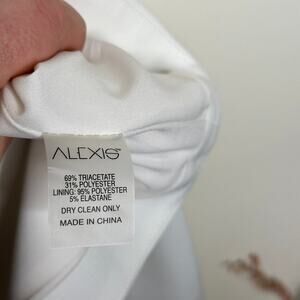 ALEXIS
69% TRIACETATE
31% POLYESTER
LINING: 95% POLYESTER
5% ELASTANE
DRY CLEAN ONLY
MADE IN CHINA